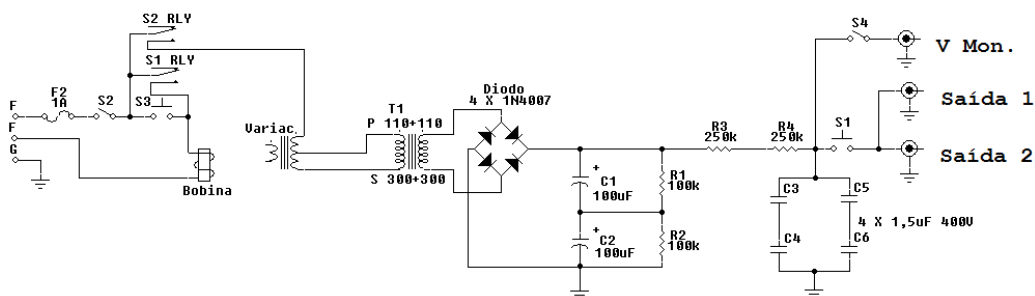 S2 RLY
S1 RLY
F2
1A
S2
S3
F
F
G
Bobina
Variac.
T1
P 110+110
S 300+300
Diodo
4 X 1N4007
+
C1
100uF
+
C2
100uF
R1
100k
R2
100k
R3
250k
R4
250k
S4
V Mon.
S1
Saída 1
Saída 2
C3
C5
4 X 1,5uF 400V
C4
C6